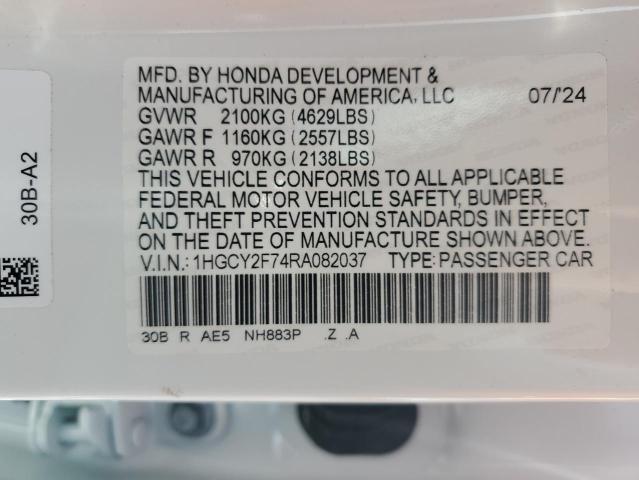 MFD. BY HONDA DEVELOPMENT &
MANUFACTURING OF AMERICA, LLC 07/'24
GVWR 2100KG (4629LBS)
GAWR F 1160KG (2557LBS)
GAWR R 970KG (2138LBS)
THIS VEHICLE CONFORMS TO ALL APPLICABLE
FEDERAL MOTOR VEHICLE SAFETY, BUMPER,
AND THEFT PREVENTION STANDARDS IN EFFECT
ON THE DATE OF MANUFACTURE SHOWN ABOVE.
V.I.N.: 1HGCY2F74RA082037 TYPE: PASSENGER CAR
30B R AE5 NH883P .Z .A
30B-A2